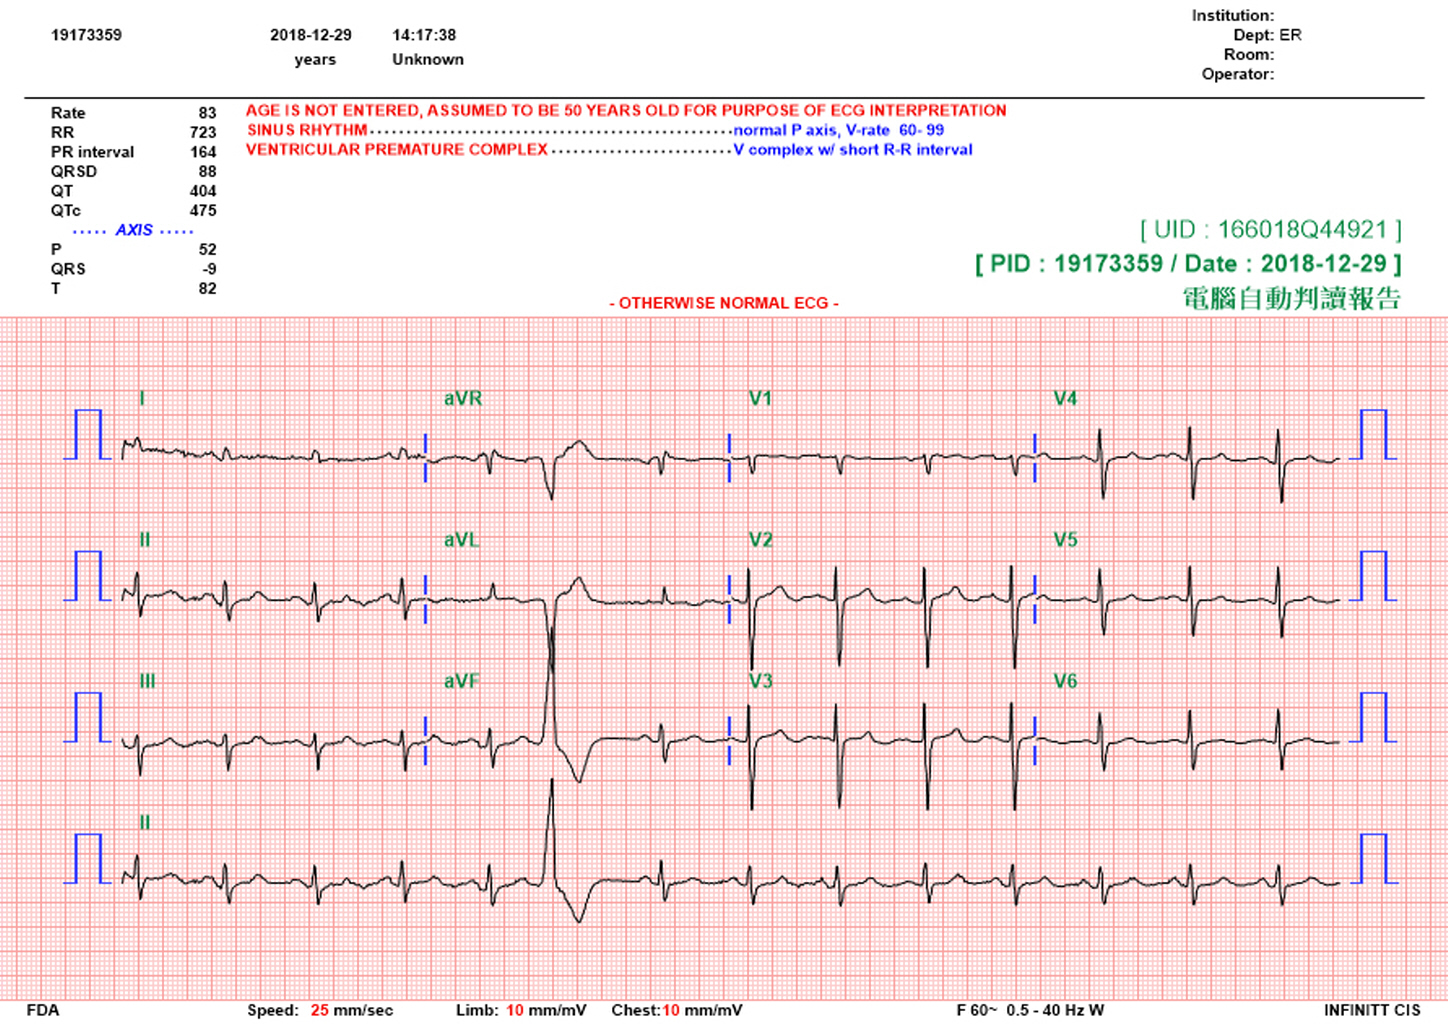 Institution:
19173359 2018-12-29 14:17:38 Dept: ER
years Unknown Room:
Operator:
Rate 83 AGE IS NOT ENTERED, ASSUMED TO BE 50 YEARS OLD FOR PURPOSE OF ECG INTERPRETATION
RR 723 SINUS RHYTHM......normal P axis, V-rate 60- 99
PR interval 164 VENTRICULAR PREMATURE COMPLEX......V complex w/ short R-R interval
QRSD 88
QT 404
QTc 475
..... AXIS .....
[ UID : 166018Q44921 ]
P 52
QRS -9
[ PID : 19173359 / Date : 2018-12-29 ]
T 82
電腦自動判讀報告
- OTHERWISE NORMAL ECG -
I aVR V1 V4
II aVL V2 V5
III aVF V3 V6
II
FDA Speed: 25 mm/sec Limb: 10 mm/mV Chest:10 mm/mV F 60~ 0.5 - 40 Hz W INFINITT CIS